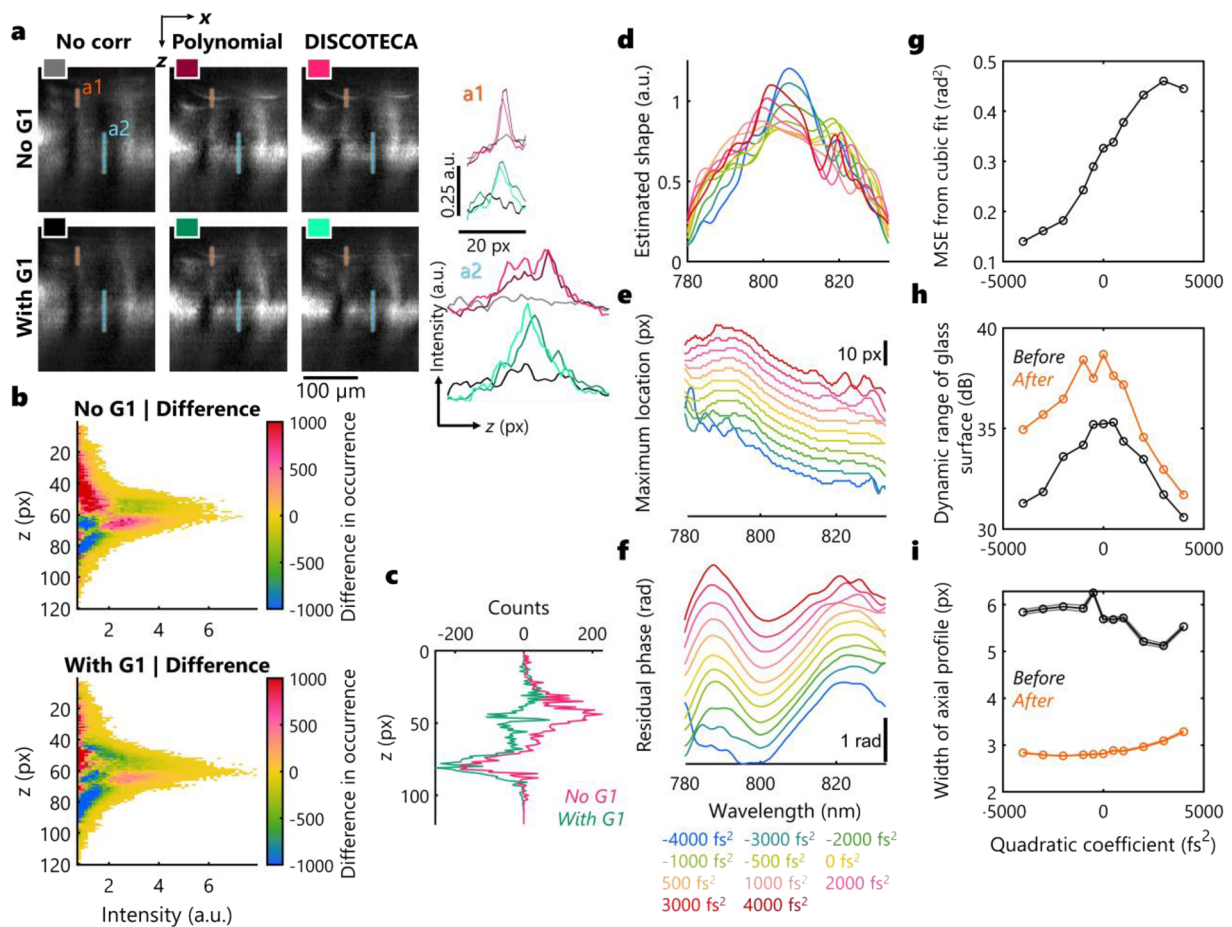 a
x
z
No corr
Polynomial
DISCOTECA
No G1
With G1
a1
a2
100 µm
a1
0.25 a.u.
20 px
a2
Intensity (a.u.)
z (px)
b
No G1 | Difference
z (px)
20
40
60
80
100
120
2
4
6
1000
500
0
-500
-1000
Difference in occurrence
With G1 | Difference
z (px)
20
40
60
80
100
120
2
4
6
Intensity (a.u.)
1000
500
0
-500
-1000
Difference in occurrence
c
Counts
-200
0
200
z (px)
0
50
100
No G1
With G1
d
Estimated shape (a.u.)
1
0.5
0
780
800
820
e
Maximum location (px)
10 px
780
800
820
f
Residual phase (rad)
1 rad
780
800
820
Wavelength (nm)
-4000 fs²
-3000 fs²
-2000 fs²
-1000 fs²
-500 fs²
0 fs²
500 fs²
1000 fs²
2000 fs²
3000 fs²
4000 fs²
g
MSE from cubic fit (rad²)
0.5
0.4
0.3
0.2
0.1
-5000
0
5000
h
Dynamic range of glass
surface (dB)
40
35
30
Before
After
-5000
0
5000
i
Width of axial profile (px)
6
5
4
3
2
Before
After
-5000
0
5000
Quadratic coefficient (fs²)